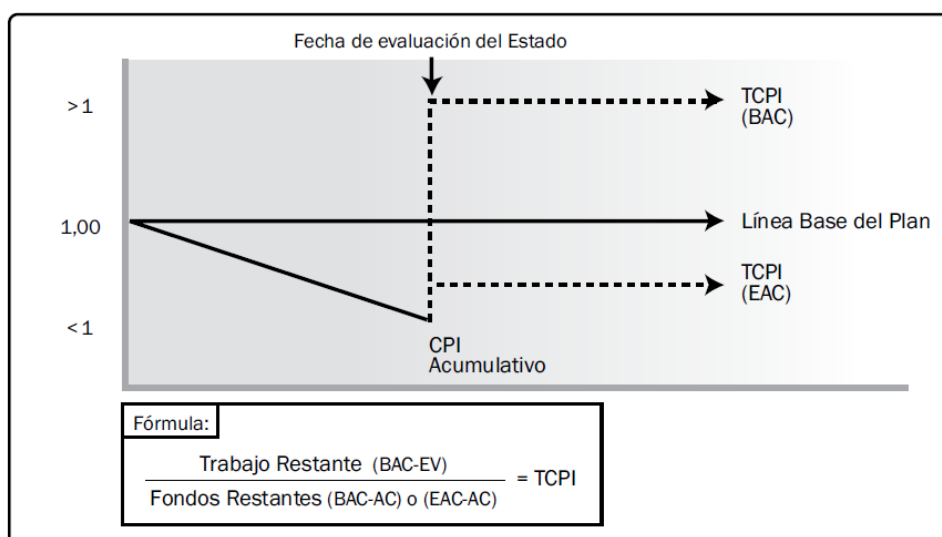 Fecha de evaluación del Estado
> 1
TCPI
(BAC)
1,00
Línea Base del Plan
TCPI
(EAC)
< 1
CPI
Acumulativo
Fórmula:
Trabajo Restante (BAC-EV)
= TCPI
Fondos Restantes (BAC-AC) o (EAC-AC)